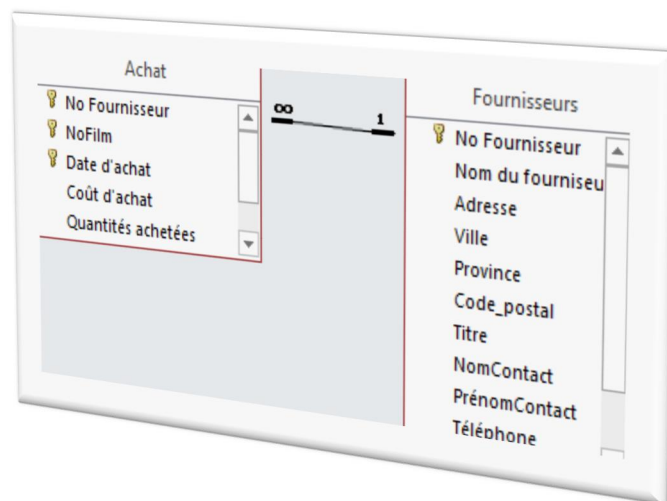 Achat
No Fournisseur
NoFilm
Date d'achat
Coût d'achat
Quantités achetées
∞ 1
Fournisseurs
No Fournisseur
Nom du fourniseu
Adresse
Ville
Province
Code_postal
Titre
NomContact
PrénomContact
Téléphone